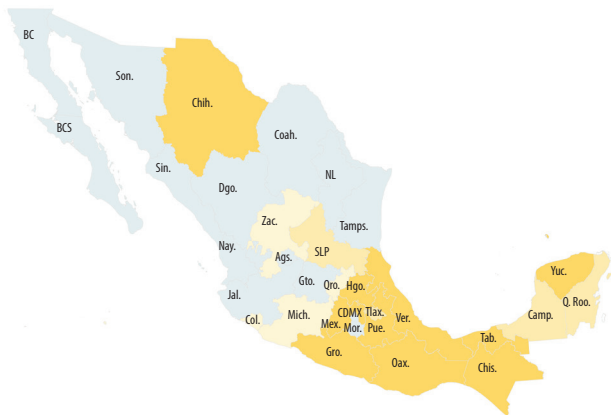 BC
Son.
Chih.
BCS
Coah.
Sin.
NL
Dgo.
Zac.
Tamps.
Nay.
SLP
Ags.
Yuc.
Gto.
Qro.
Hgo.
Jal.
Q. Roo.
CDMX
Tlax.
Camp.
Col.
Mich.
Mex.
Mor.
Pue.
Ver.
Tab.
Gro.
Oax.
Chis.